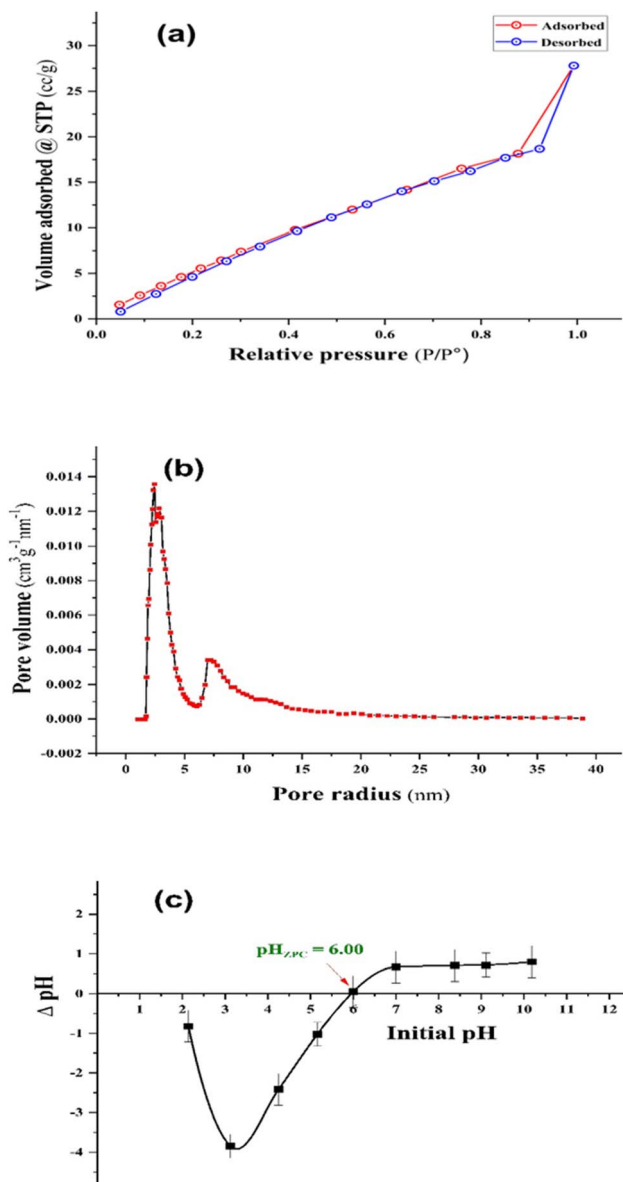 (a)
Adsorbed
Desorbed
30
25
20
15
10
5
0
Volume adsorbed @ STP (cc/g)
0.0 0.2 0.4 0.6 0.8 1.0
Relative pressure (P/P°)
(b)
0.014
0.012
0.010
0.008
0.006
0.004
0.002
0.000
-0.002
Pore volume (cm³g⁻¹nm⁻¹)
0 5 10 15 20 25 30 35 40
Pore radius (nm)
(c)
2
1
0
-1
-2
-3
-4
Δ pH
pH_ZPC = 6.00
1 2 3 4 5 6 7 8 9 10 11 12
Initial pH